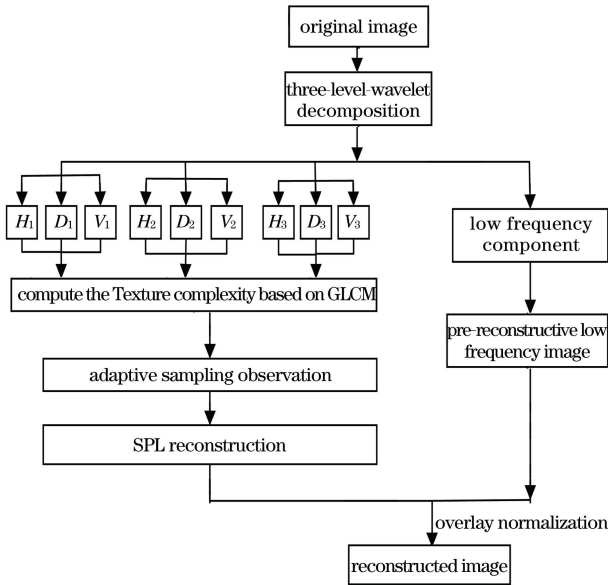 original image
three-level-wavelet
decomposition
H1 D1 V1 H2 D2 V2 H3 D3 V3
low frequency
component
compute the Texture complexity based on GLCM
pre-reconstructive low
frequency image
adaptive sampling observation
SPL reconstruction
overlay normalization
reconstructed image